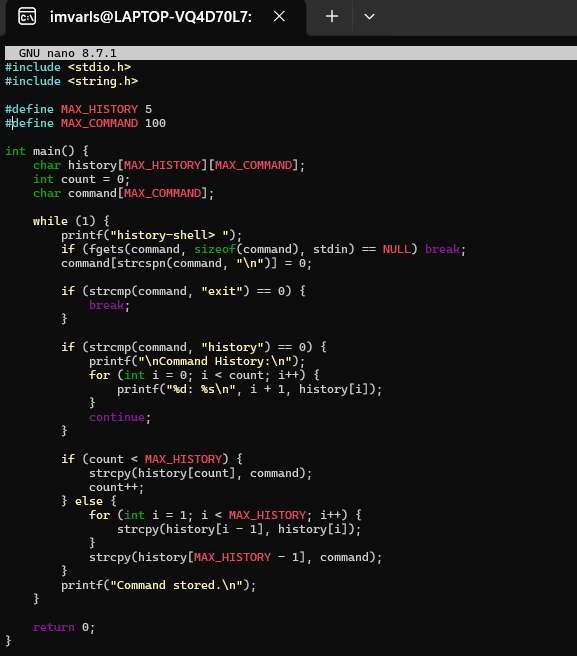 imvarls@LAPTOP-VQ4D70L7:
GNU nano 8.7.1
#include <stdio.h>
#include <string.h>

#define MAX_HISTORY 5
#define MAX_COMMAND 100

int main() {
    char history[MAX_HISTORY][MAX_COMMAND];
    int count = 0;
    char command[MAX_COMMAND];

    while (1) {
        printf("history-shell> ");
        if (fgets(command, sizeof(command), stdin) == NULL) break;
        command[strcspn(command, "\n")] = 0;

        if (strcmp(command, "exit") == 0) {
            break;
        }

        if (strcmp(command, "history") == 0) {
            printf("\nCommand History:\n");
            for (int i = 0; i < count; i++) {
                printf("%d: %s\n", i + 1, history[i]);
            }
            continue;
        }

        if (count < MAX_HISTORY) {
            strcpy(history[count], command);
            count++;
        } else {
            for (int i = 1; i < MAX_HISTORY; i++) {
                strcpy(history[i - 1], history[i]);
            }
            strcpy(history[MAX_HISTORY - 1], command);
        }
        printf("Command stored.\n");
    }

    return 0;
}